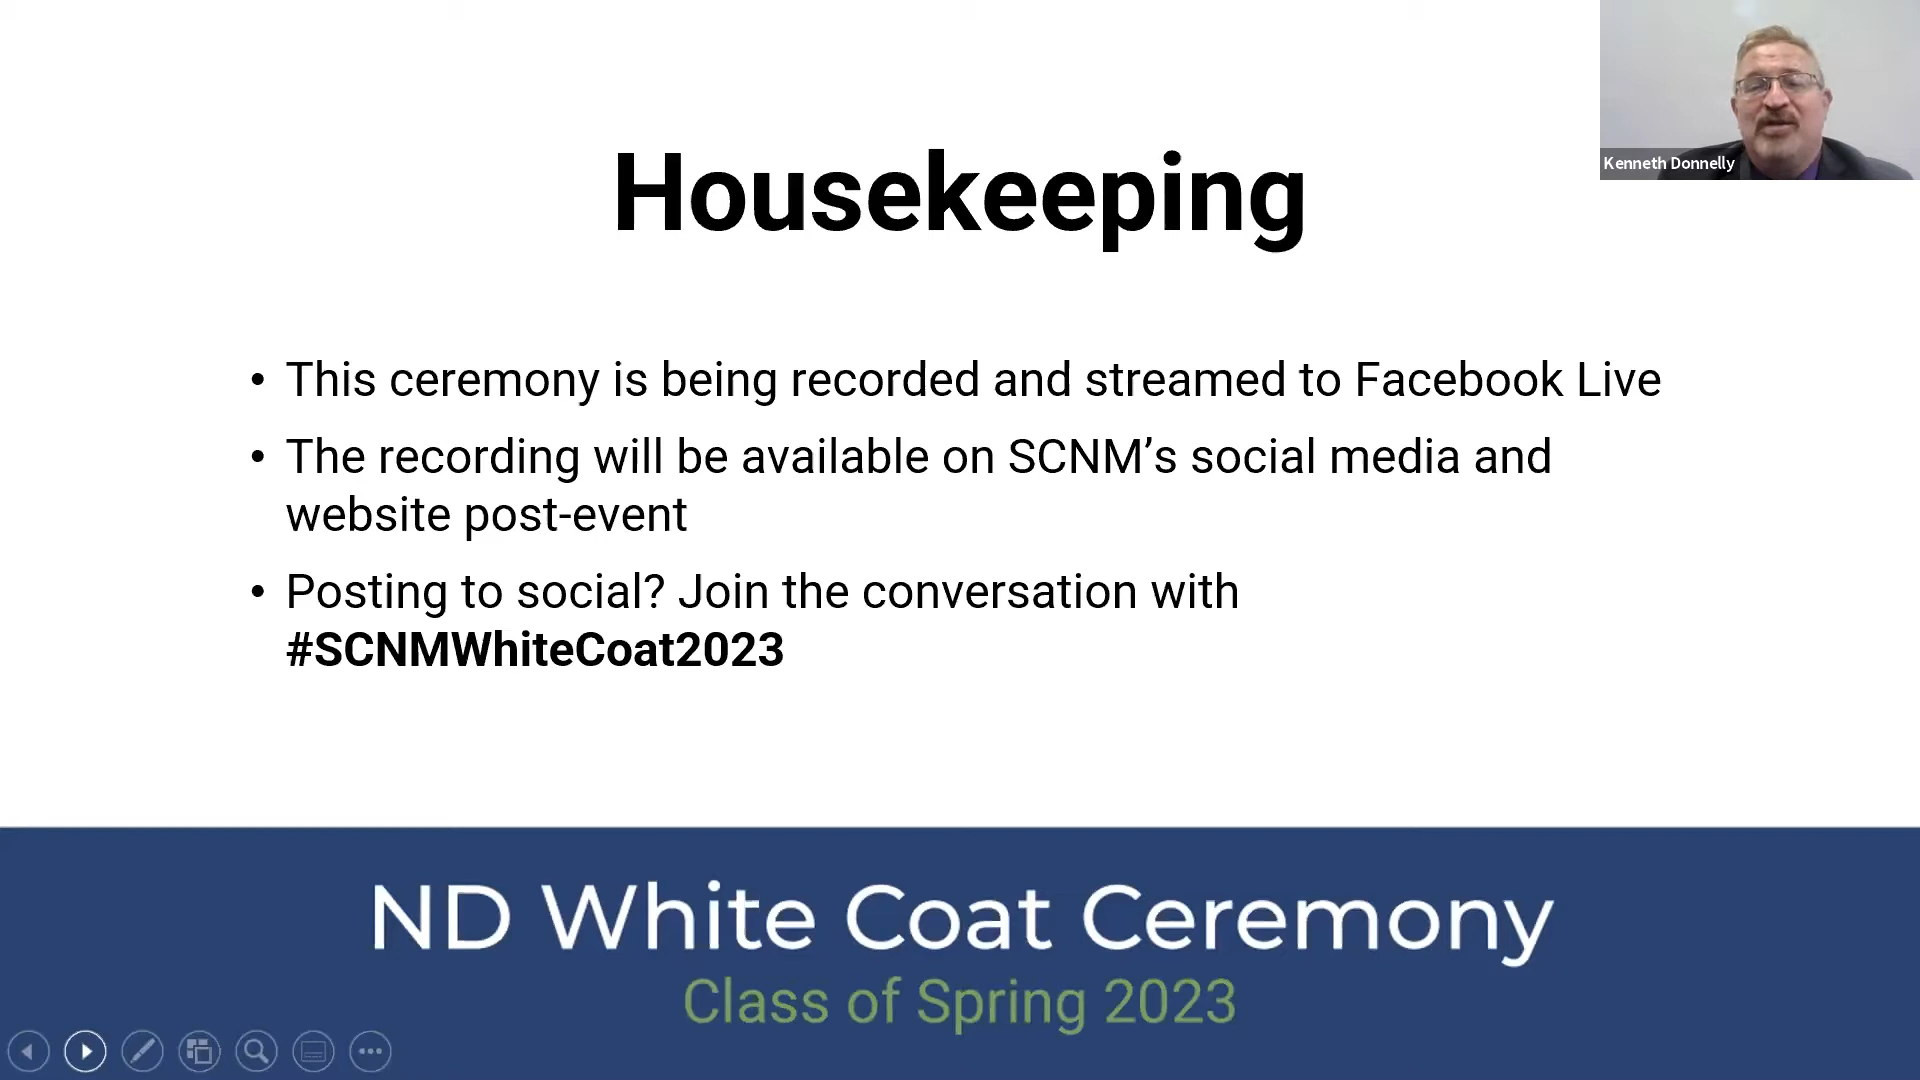 Kenneth Donnelly
Housekeeping
• This ceremony is being recorded and streamed to Facebook Live
• The recording will be available on SCNM’s social media and
website post-event
• Posting to social? Join the conversation with
#SCNMWhiteCoat2023
ND White Coat Ceremony
Class of Spring 2023